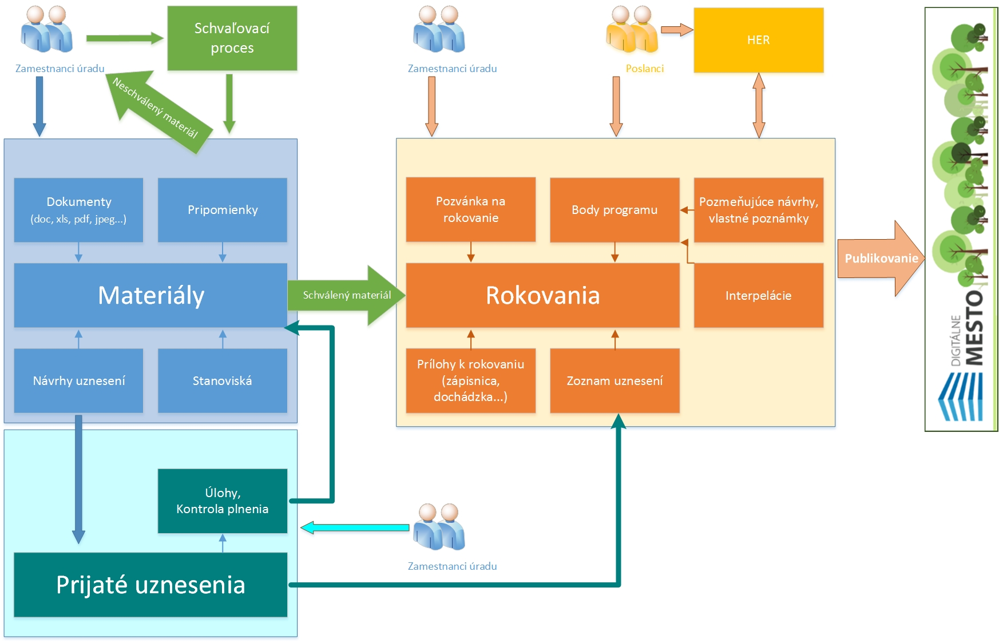 Schvaľovací
proces
HER
Zamestnanci úradu
Zamestnanci úradu
Poslanci
Neschválený materiál
Dokumenty
(doc, xls, pdf, jpeg...)
Pripomienky
Materiály
Návrhy uznesení
Stanoviská
Schválený materiál
Pozvánka na
rokovanie
Body programu
Pozmeňujúce návrhy,
vlastné poznámky
Rokovania
Interpelácie
Prílohy k rokovaniu
(zápisnica,
dochádzka...)
Zoznam uznesení
Publikovanie
DIGITÁLNE
MESTO
Úlohy,
Kontrola plnenia
Prijaté uznesenia
Zamestnanci úradu